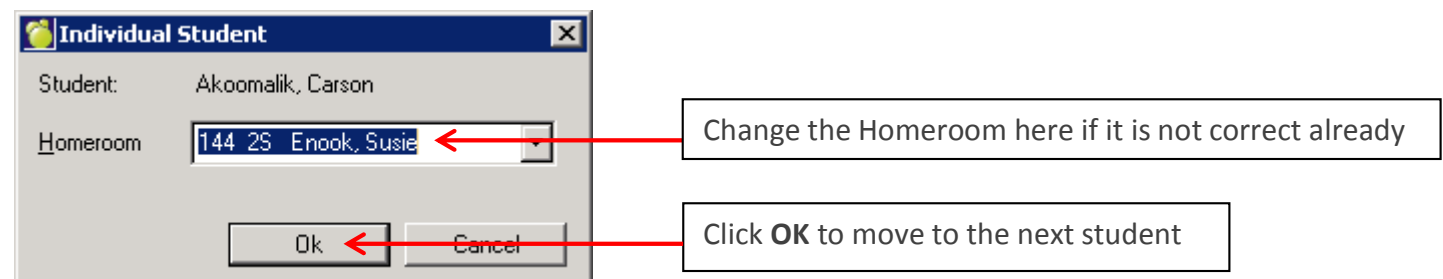 Individual Student
Student: Akoomalik, Carson
Homeroom 144 2S Enook, Susie
Change the Homeroom here if it is not correct already
Ok Cancel
Click OK to move to the next student